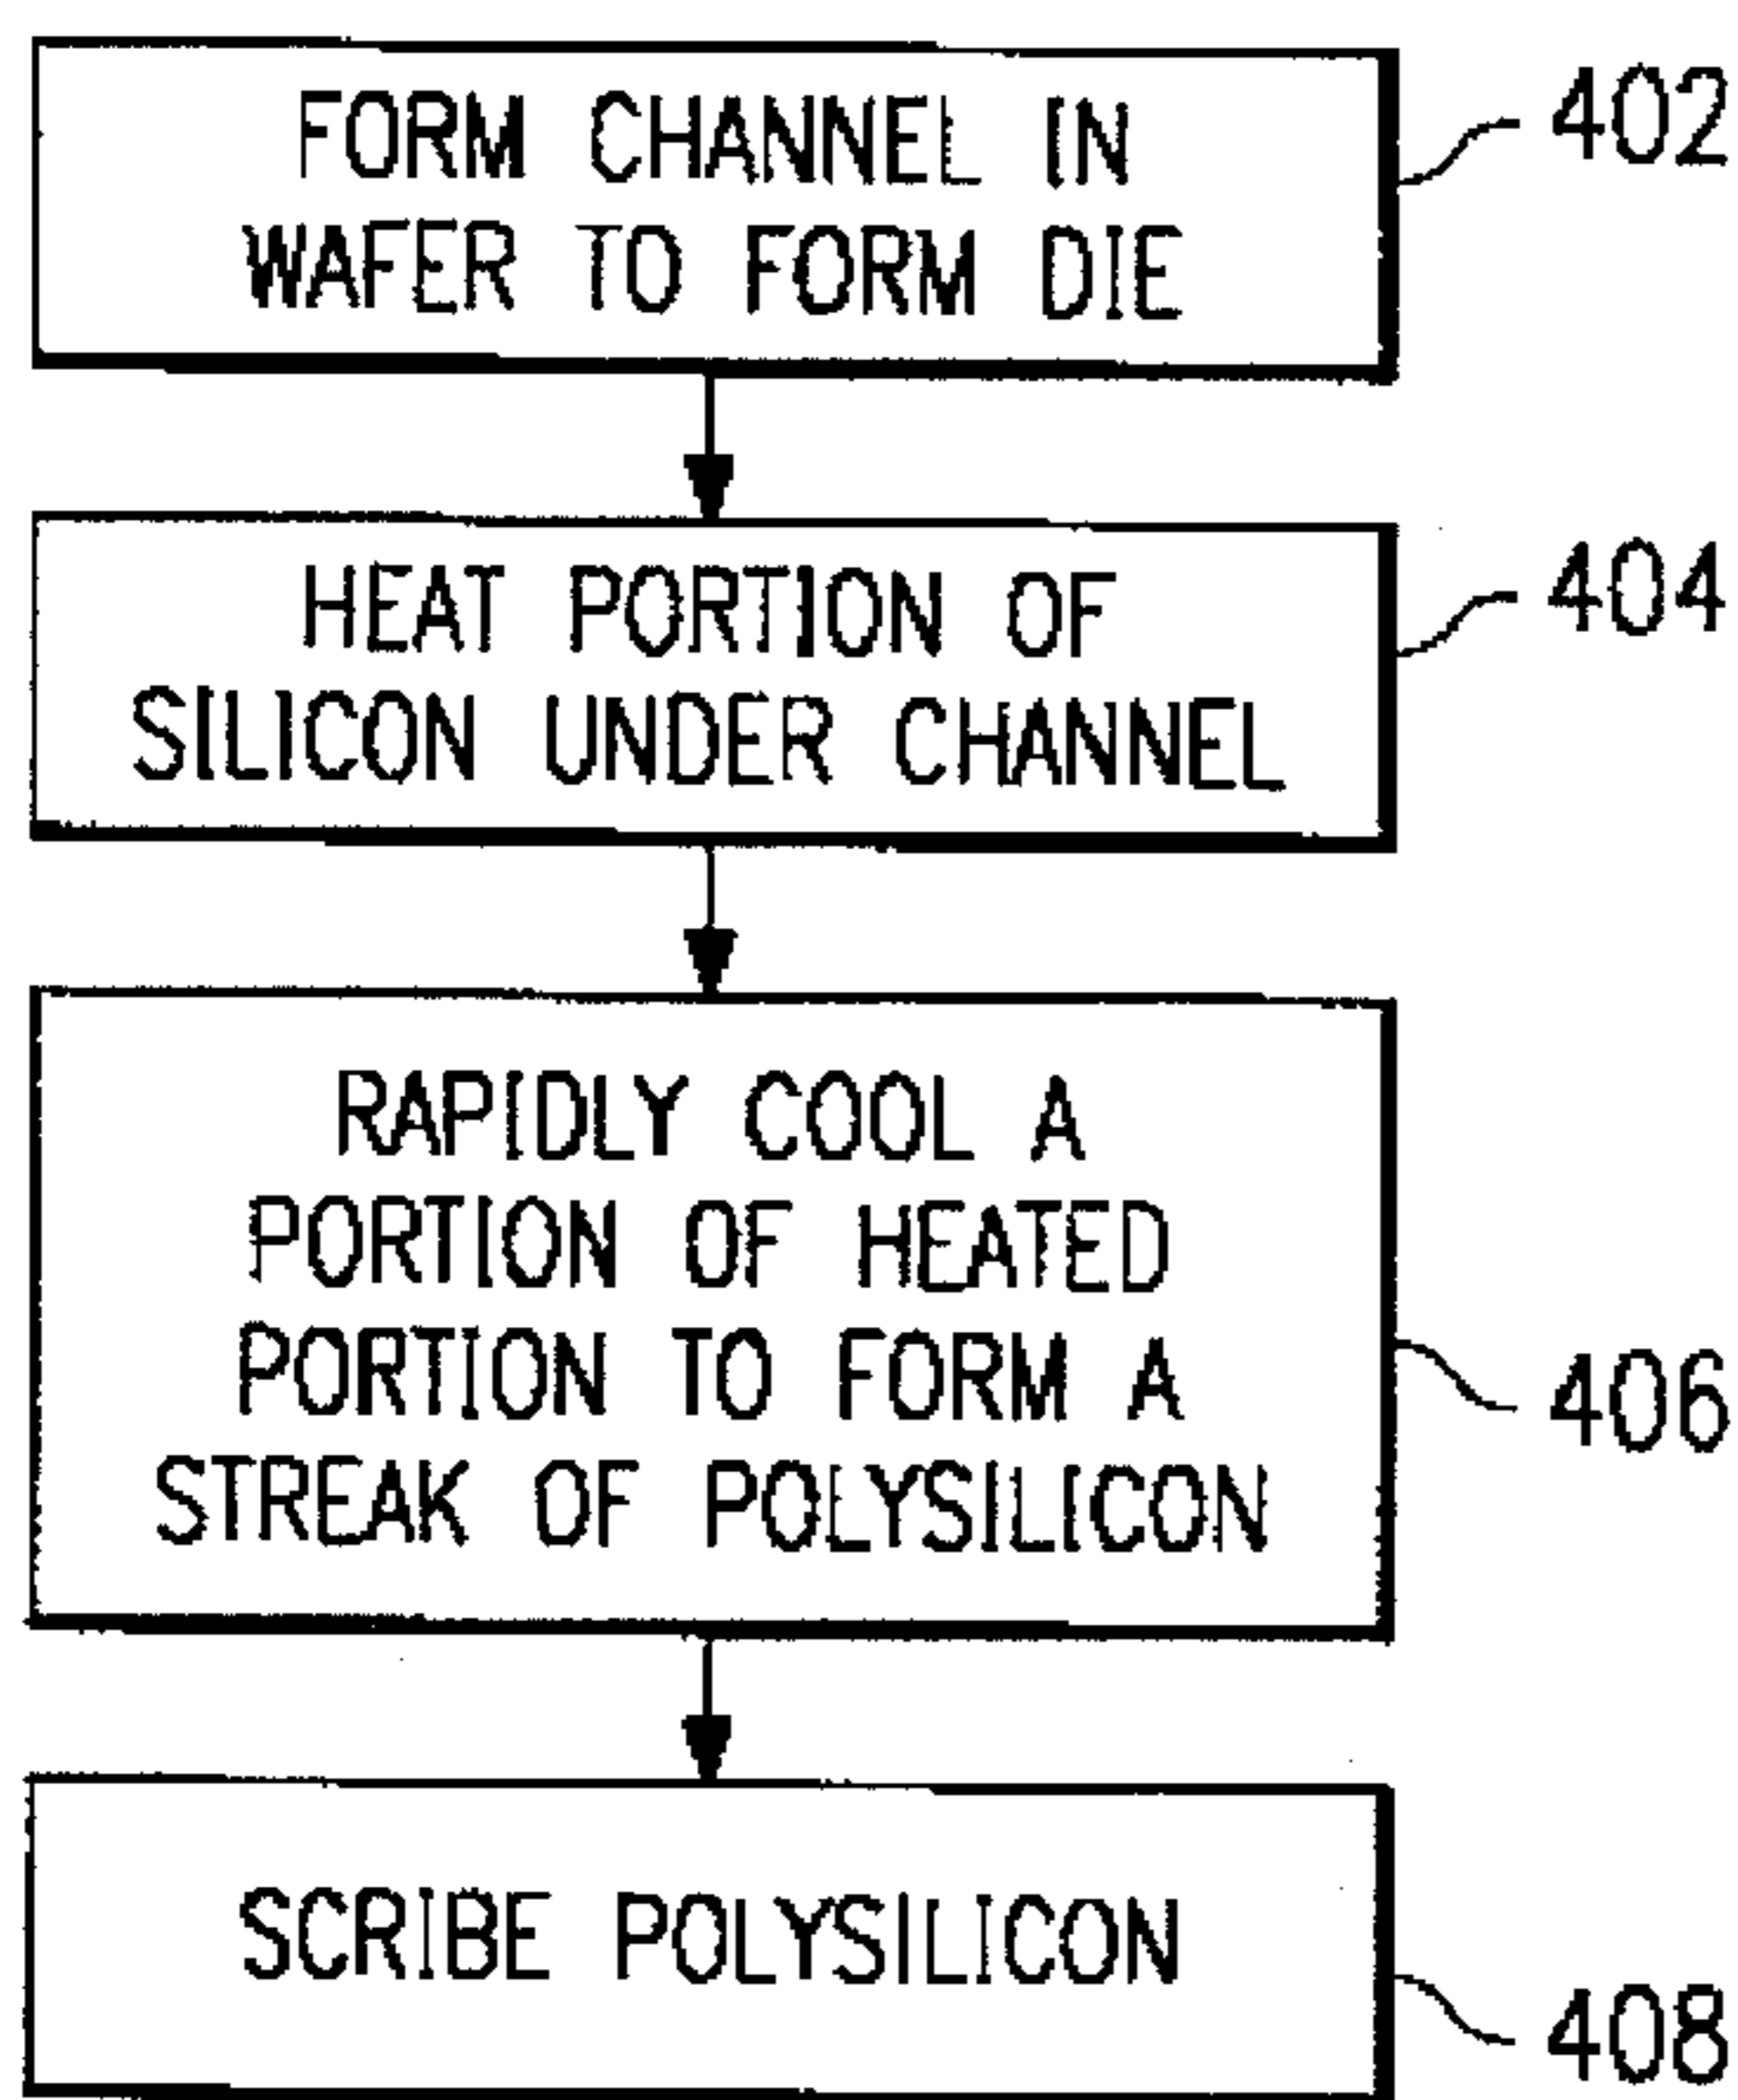 FORM CHANNEL IN
WAFER TO FORM DIE
402
HEAT PORTION OF
SILICON UNDER CHANNEL
404
RAPIDLY COOL A
PORTION OF HEATED
PORTION TO FORM A
STREAK OF POLYSILICON
406
SCRIBE POLYSILICON
408